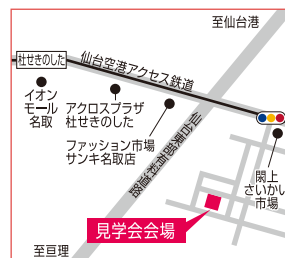 至仙台港
杜せきのした
仙台空港アクセス鉄道
イオン
モール
名取
アクロスプラザ
杜せきのした
ファッション市場
サンキ名取店
仙台東部有料道路
閖上
さいかい
市場
見学会会場
至亘理